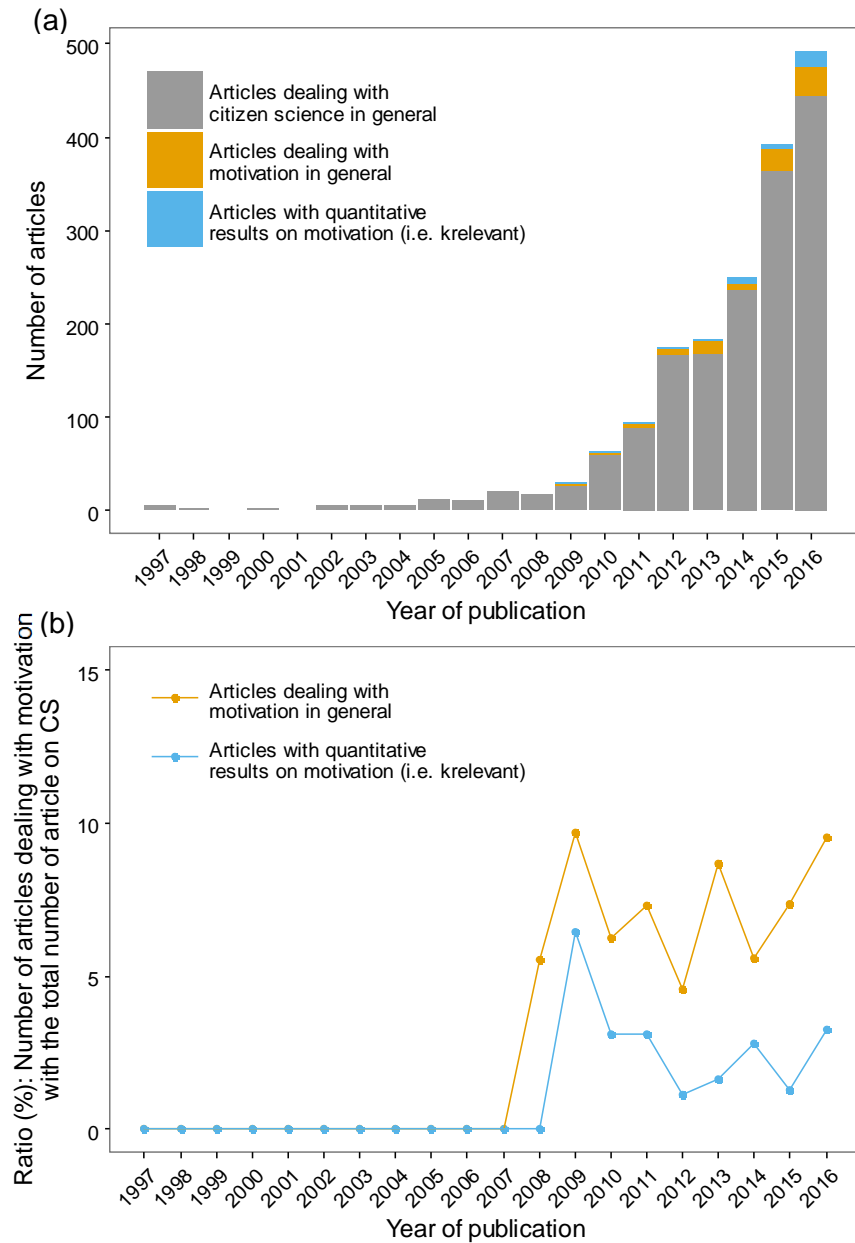 (a)
500
400
300
200
100
0
Number of articles
Articles dealing with
citizen science in general
Articles dealing with
motivation in general
Articles with quantitative
results on motivation (i.e. krelevant)
1997
1998
1999
2000
2001
2002
2003
2004
2005
2006
2007
2008
2009
2010
2011
2012
2013
2014
2015
2016
Year of publication
(b)
15
10
5
0
Ratio (%): Number of articles dealing with motivation
with the total number of article on CS
Articles dealing with
motivation in general
Articles with quantitative
results on motivation (i.e. krelevant)
1997
1998
1999
2000
2001
2002
2003
2004
2005
2006
2007
2008
2009
2010
2011
2012
2013
2014
2015
2016
Year of publication